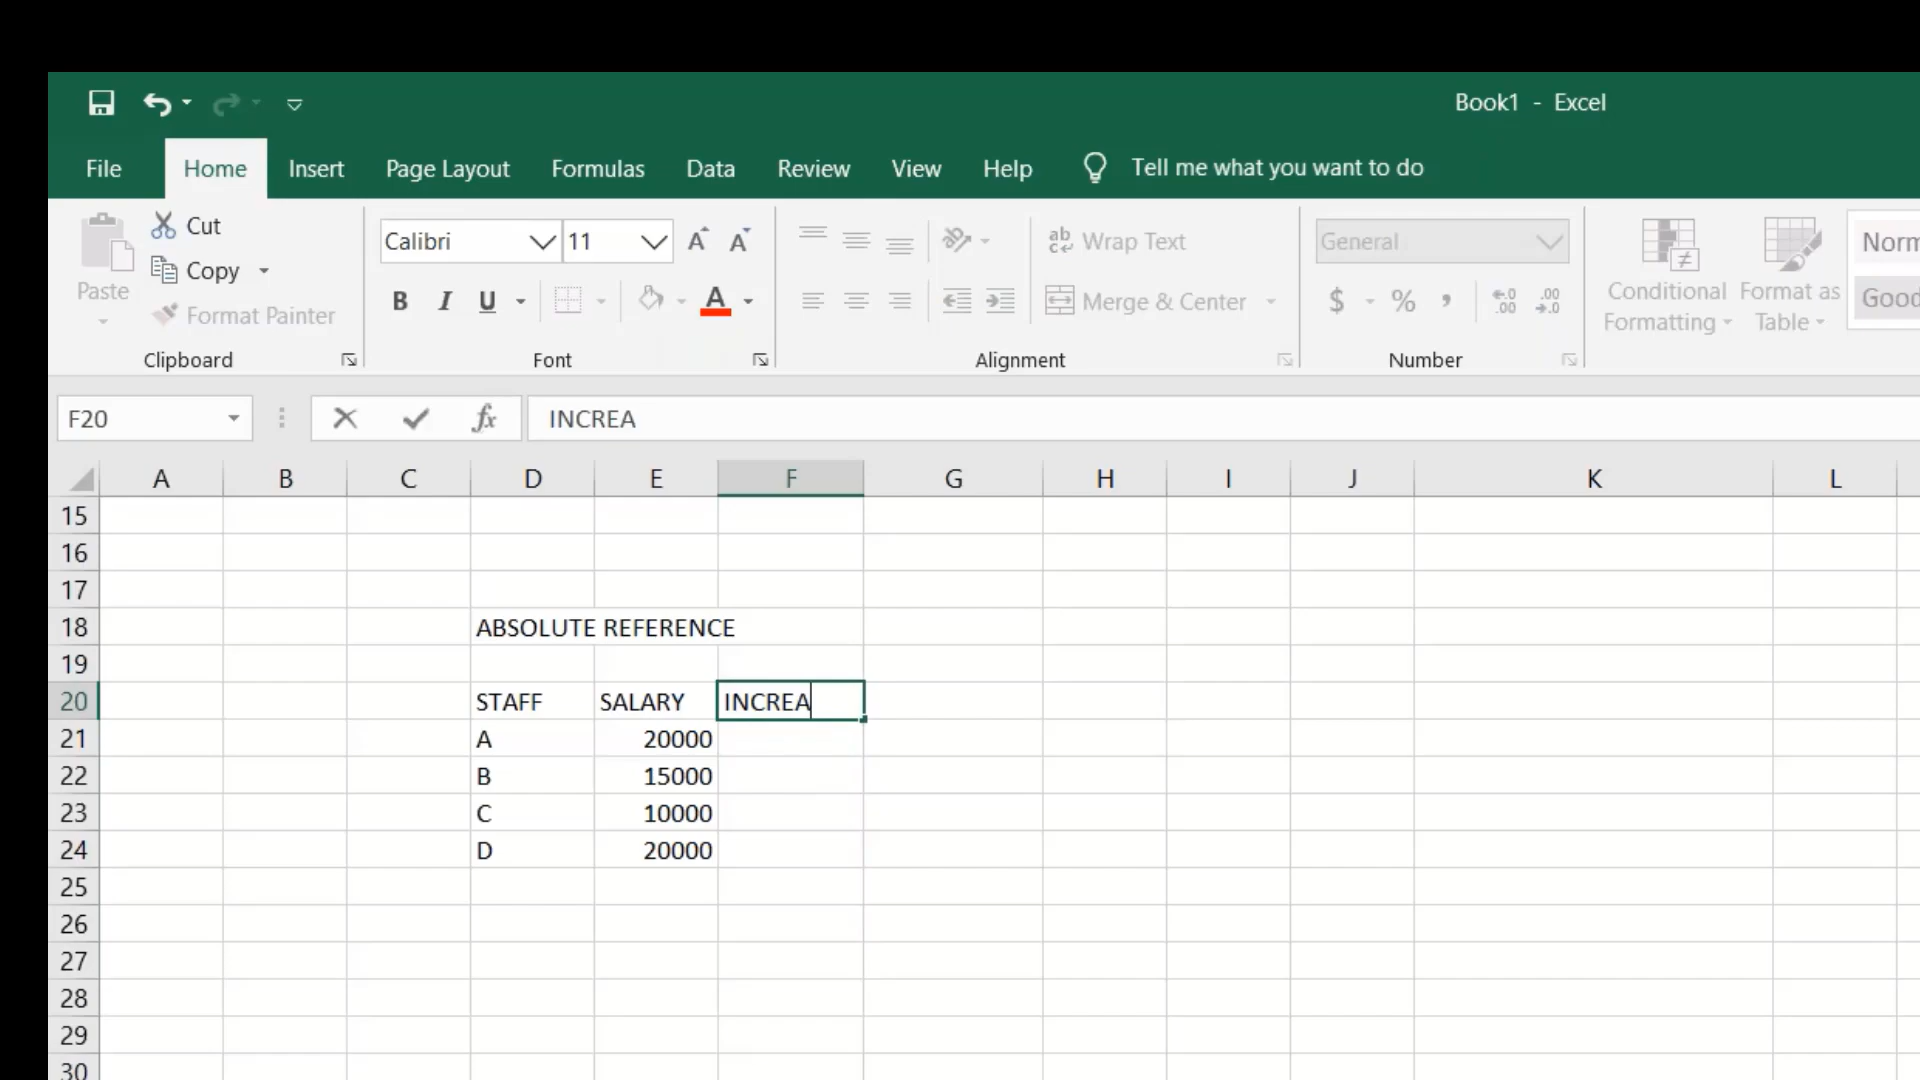 Book1 - Excel
File Home Insert Page Layout Formulas Data Review View Help Tell me what you want to do
Cut
Calibri 11 A A
ab Wrap Text
General
Norm
Copy
Paste
Format Painter
B I U A
Merge & Center
$ % ,
Conditional Formatting
Format as Table
Good
Clipboard Font Alignment Number
F20 fx INCREA
A B C D E F G H I J K L
15
16
17
18 ABSOLUTE REFERENCE
19
20 STAFF SALARY INCREA
21 A 20000
22 B 15000
23 C 10000
24 D 20000
25
26
27
28
29
30